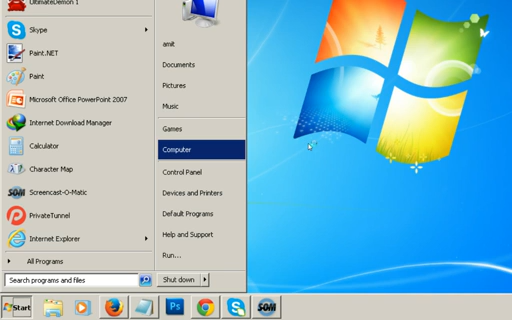 UltimateDemon 1
Skype
Paint.NET
Paint
Microsoft Office PowerPoint 2007
Internet Download Manager
Calculator
Character Map
Screencast-O-Matic
PrivateTunnel
Internet Explorer
All Programs
Search programs and files
amit
Documents
Pictures
Music
Games
Computer
Control Panel
Devices and Printers
Default Programs
Help and Support
Run...
Shut down
Start
Ps
SOM